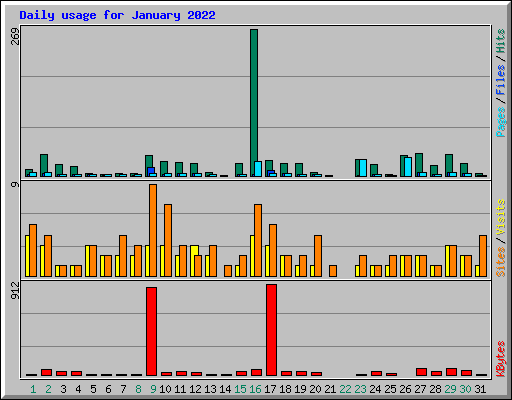 Daily usage for January 2022
269
9
912
Pages / Files / Hits
Sites / Visits
KBytes
1 2 3 4 5 6 7 8 9 10 11 12 13 14 15 16 17 18 19 20 21 22 23 24 25 26 27 28 29 30 31